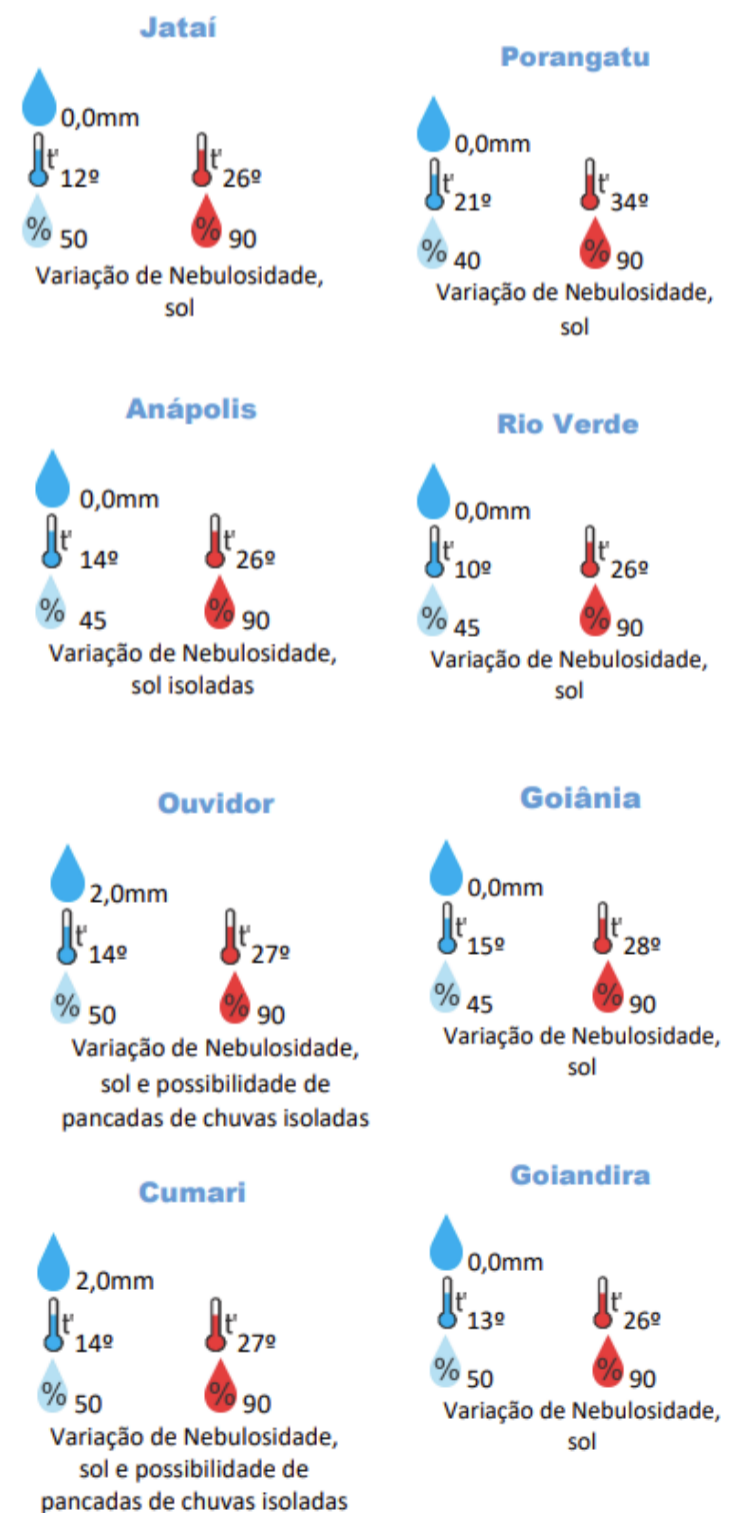 Jataí
0,0mm
t' 12º t' 26º
% 50 % 90
Variação de Nebulosidade,
sol
Porangatu
0,0mm
t' 21º t' 34º
% 40 % 90
Variação de Nebulosidade,
sol
Anápolis
0,0mm
t' 14º t' 26º
% 45 % 90
Variação de Nebulosidade,
sol isoladas
Rio Verde
0,0mm
t' 10º t' 26º
% 45 % 90
Variação de Nebulosidade,
sol
Ouvidor
2,0mm
t' 14º t' 27º
% 50 % 90
Variação de Nebulosidade,
sol e possibilidade de
pancadas de chuvas isoladas
Goiânia
0,0mm
t' 15º t' 28º
% 45 % 90
Variação de Nebulosidade,
sol
Cumari
2,0mm
t' 14º t' 27º
% 50 % 90
Variação de Nebulosidade,
sol e possibilidade de
pancadas de chuvas isoladas
Goiandira
0,0mm
t' 13º t' 26º
% 50 % 90
Variação de Nebulosidade,
sol